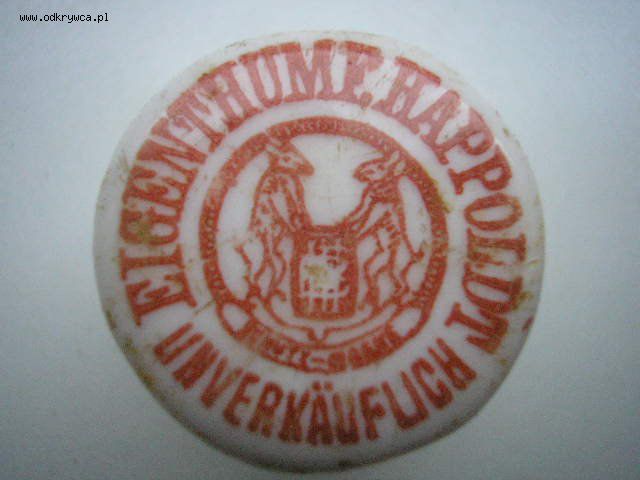 www.odkrywca.pl
EIGENTHUM F. HAPPOLDT
UNVERKÄUFLICH